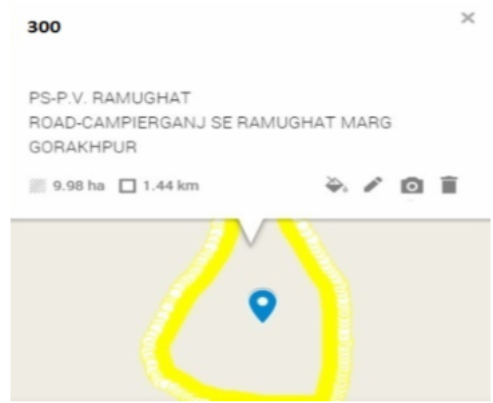 300
PS-P.V. RAMUGHAT
ROAD-CAMPIERGANJ SE RAMUGHAT MARG
GORAKHPUR
9.98 ha 1.44 km